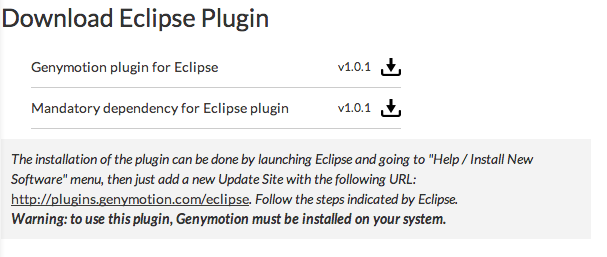 Download Eclipse Plugin
Genymotion plugin for Eclipse v1.0.1
Mandatory dependency for Eclipse plugin v1.0.1
The installation of the plugin can be done by launching Eclipse and going to "Help / Install New
Software" menu, then just add a new Update Site with the following URL:
http://plugins.genymotion.com/eclipse. Follow the steps indicated by Eclipse.
Warning: to use this plugin, Genymotion must be installed on your system.